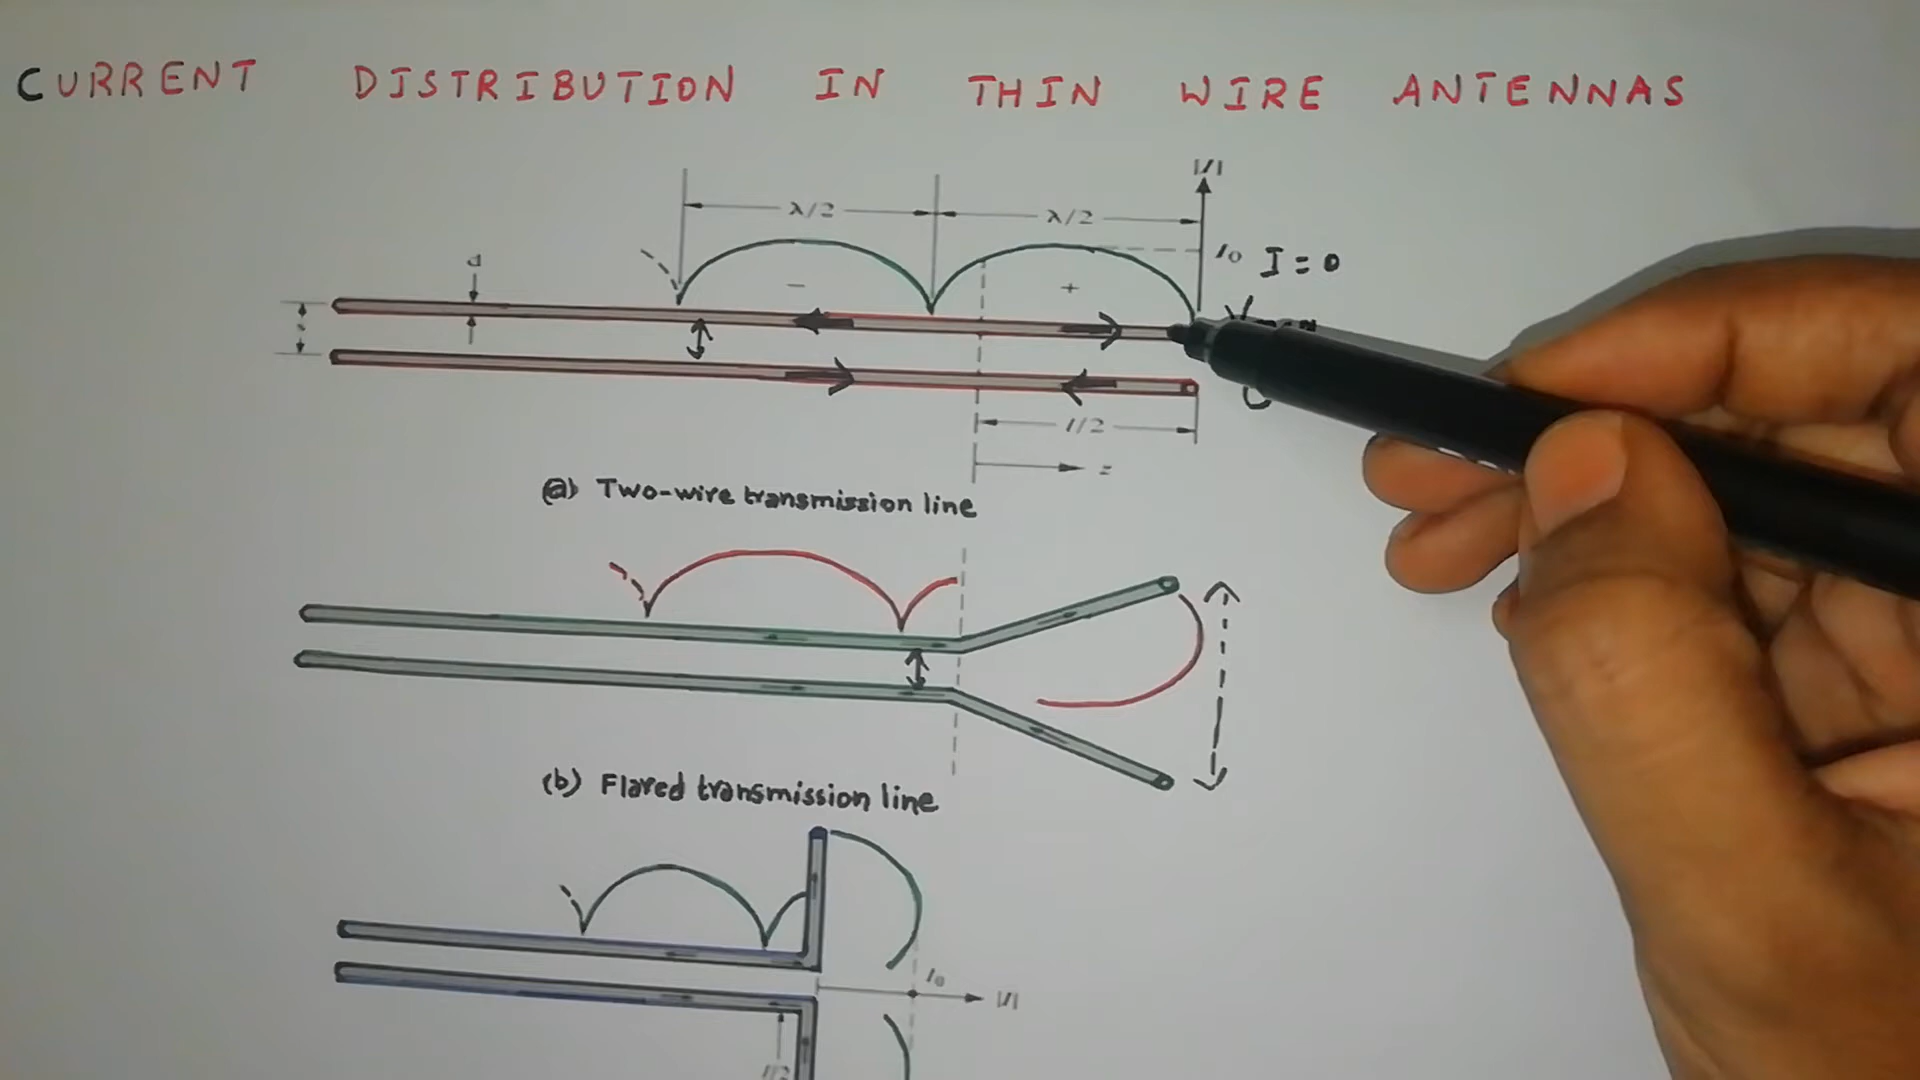 CURRENT DISTRIBUTION IN THIN WIRE ANTENNAS
|I|
λ/2 λ/2
I0 I=0
d
s
- +
l/2
z
(a) Two-wire transmission line
(b) Flared transmission line
I0
|I|
l/2